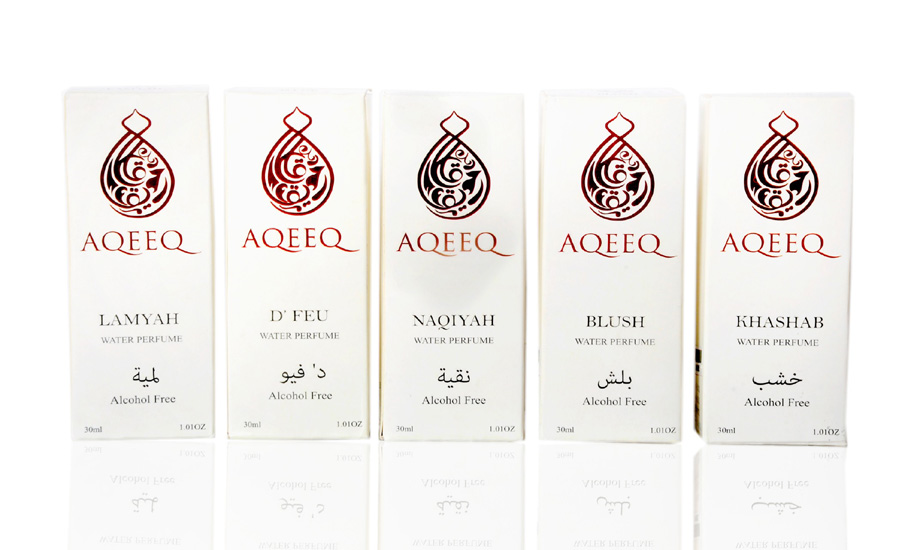 AQEEQ
LAMYAH
WATER PERFUME
لمية
Alcohol Free
30ml 1.01OZ
AQEEQ
D' FEU
WATER PERFUME
د' فيو
Alcohol Free
30ml 1.01OZ
AQEEQ
NAQIYAH
WATER PERFUME
نقية
Alcohol Free
30ml 1.01OZ
AQEEQ
BLUSH
WATER PERFUME
بلش
Alcohol Free
30ml 1.01OZ
AQEEQ
KHASHAB
WATER PERFUME
خشب
Alcohol Free
30ml 1.01OZ